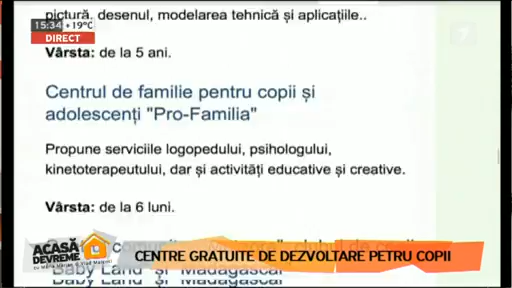 pictură, desenul, modelarea tehnică și aplicațiile..
15:34 +19°C
DIRECT
Vârsta: de la 5 ani.
Centrul de familie pentru copii și
adolescenți "Pro-Familia"
Propune serviciile logopedului, psihologului,
kinetoterapeutului, dar și activități educative și creative.
Vârsta: de la 6 luni.
ACASĂ
DEVREME
CENTRE GRATUITE DE DEZVOLTARE PETRU COPII
"Baby Land" și "Madagascar"